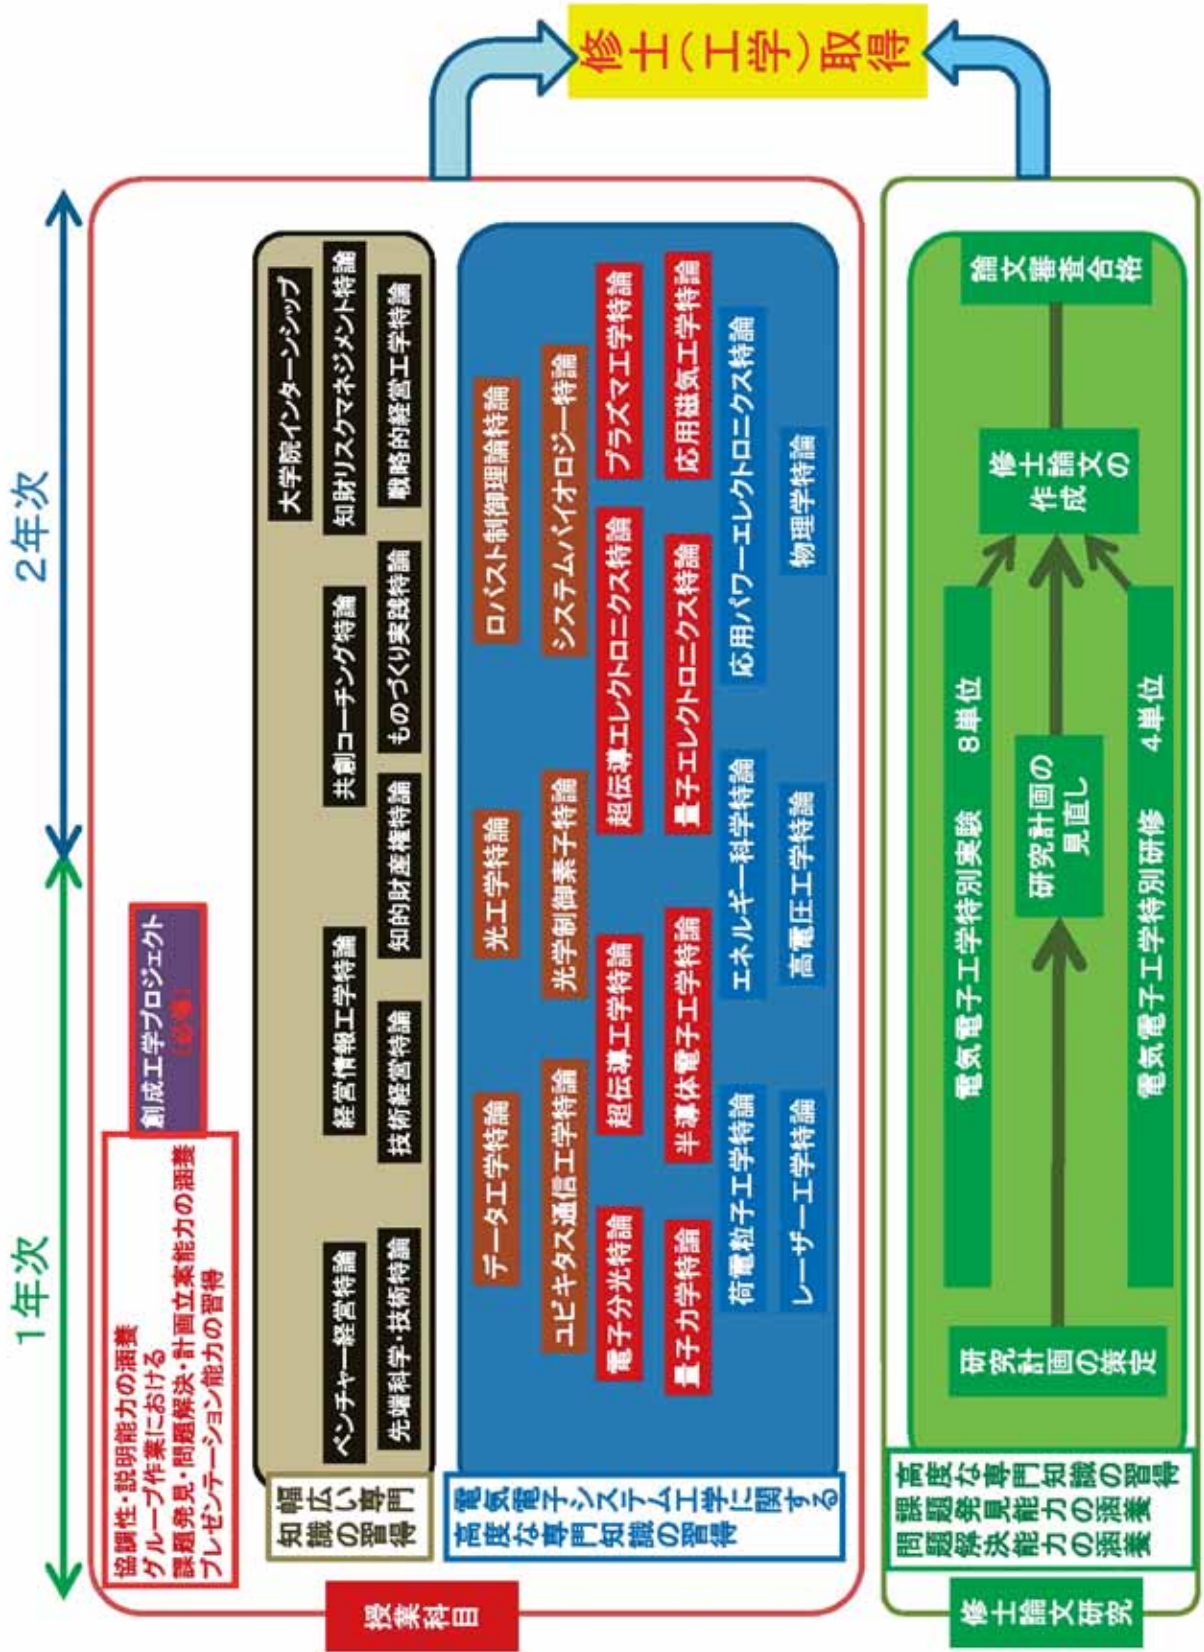 1年次
2年次
授業科目
協調性・説明能力の涵養
グループ作業における
課題発見・問題解決・計画立案能力の涵養
プレゼンテーション能力の習得
創成工学プロジェクト
(必修)
幅広い専門
知識の習得
大学院インターンシップ
ベンチャー経営特論
経営情報工学特論
共創コーチング特論
知財リスクマネジメント特論
先端科学・技術特論
技術経営特論
知的財産権特論
ものづくり実践特論
戦略的経営工学特論
電気電子システム工学に関する
高度な専門知識の習得
データ工学特論
光工学特論
ロバスト制御理論特論
ユビキタス通信工学特論
光学制御素子特論
システムバイオロジー特論
電子分光特論
超伝導工学特論
超伝導エレクトロニクス特論
プラズマ工学特論
量子力学特論
半導体電子工学特論
量子エレクトロニクス特論
応用磁気工学特論
荷電粒子工学特論
エネルギー科学特論
応用パワーエレクトロニクス特論
レーザー工学特論
高電圧工学特論
物理学特論
修士論文研究
高度な専門知識の習得
課題発見能力の涵養
問題解決能力の涵養
研究計画の策定
電気電子工学特別実験 8単位
研究計画の
見直し
電気電子工学特別研修 4単位
修士論文の
作成
論文審査合格
修士(工学)取得